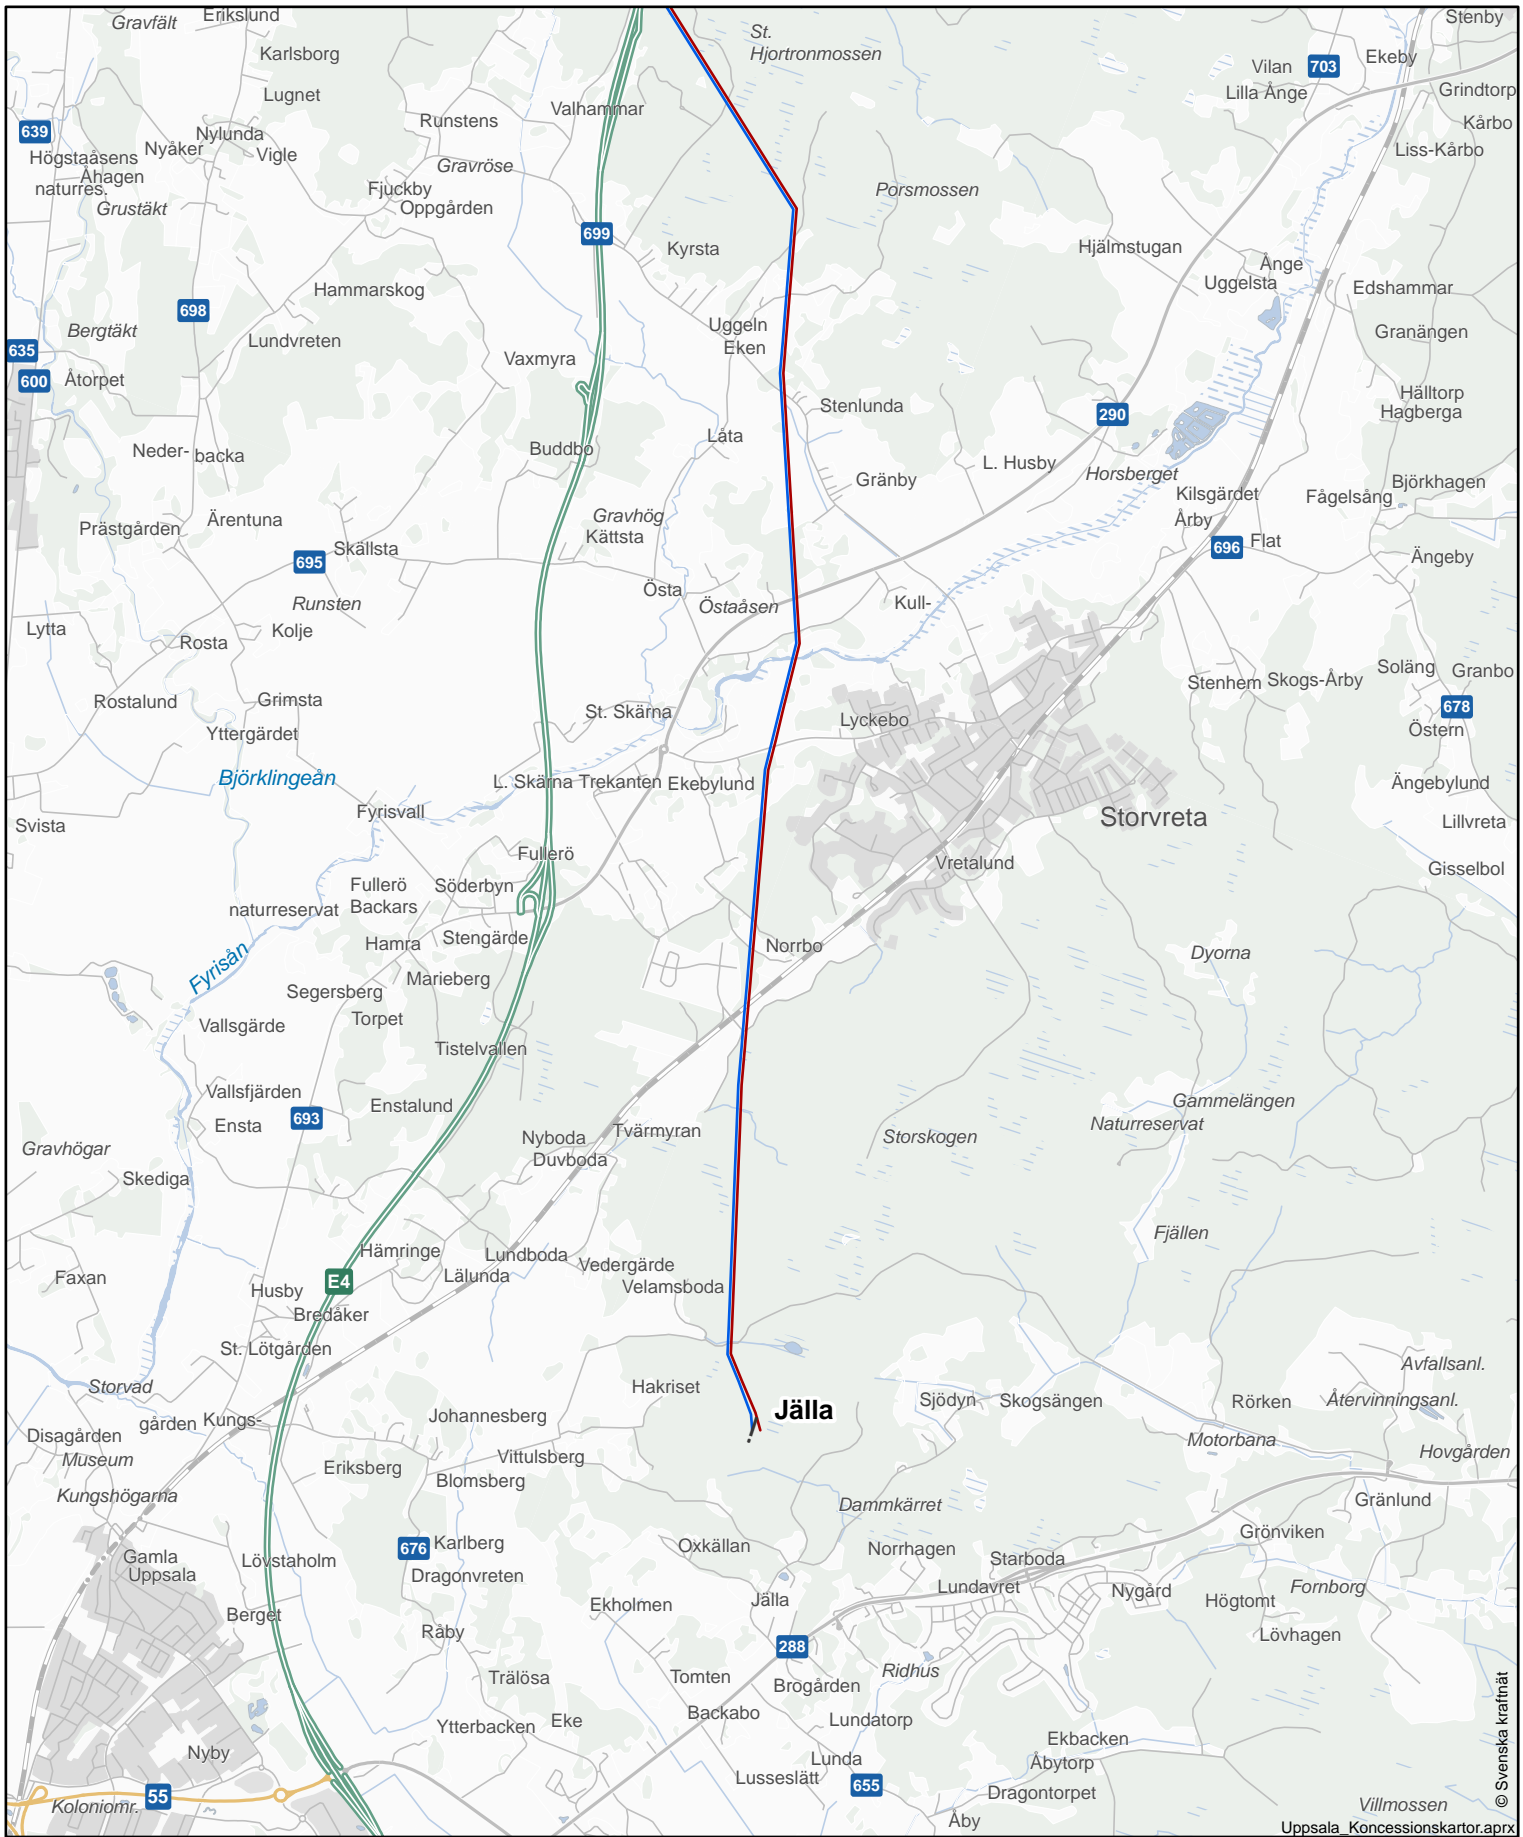 Gravfält
Erikslund
Karlsborg
Lugnet
St.
Hjortronmossen
Stenby
Ekeby
Vilan
703
Lilla Ånge
Grindtorp
Kårbo
Liss-Kårbo
639
Nylunda
Nyåker
Vigle
Högstaåsens
Åhagen
naturres.
Grustäkt
Runstens
Valhammar
Gravröse
Fjuckby
Oppgården
Porsmossen
699
Kyrsta
Hjälmstugan
Ånge
Uggelsta
Edshammar
Granängen
Hammarskog
698
Bergtäkt
Lundvreten
635
600
Åtorpet
Uggeln
Eken
Vaxmyra
Stenlunda
290
Hälltorp
Hagberga
Neder-
backa
Buddbo
Låta
Gränby
L. Husby
Horsberget
Kilsgärdet
Årby
Fågelsång
Björkhagen
Prästgården
Ärentuna
Gravhög
Kättsta
695
Skällsta
696
Flat
Ängeby
Runsten
Östa
Östaåsen
Kull-
Lytta
Kolje
Rosta
Soläng
Granbo
Stenhem
Skogs-Årby
Rostalund
Grimsta
St. Skärna
Lyckebo
678
Östern
Yttergärdet
Björklingeån
L. Skärna
Trekanten
Ekebylund
Ängebylund
Svista
Fyrisvall
Storvreta
Lillvreta
Fullerö
Vretalund
Gisselbol
Fullerö
Backars
Söderbyn
naturreservat
Hamra
Stengärde
Norrbo
Dyorna
Fyrisån
Marieberg
Segersberg
Torpet
Vallsgärde
Tistelvallen
Vallsfjärden
Enstalund
693
Ensta
Gammelängen
Naturreservat
Gravhögar
Nyboda
Tvärmyran
Duvboda
Storskogen
Skediga
Fjällen
Hämringe
Lundboda
Vedergärde
Faxan
E4
Lälunda
Velamsboda
Husby
Bredåker
St. Lötgården
Storvad
Hakriset
Avfallsanl.
Återvinningsanl.
Sjödyn
Skogsängen
Rörken
gården
Kungs-
Johannesberg
Jälla
Disagården
Museum
Motorbana
Hovgården
Eriksberg
Vittulsberg
Blomsberg
Kungshögarna
Dammkärret
Gränlund
Grönviken
676
Karlberg
Oxkällan
Norrhagen
Starboda
Gamla
Uppsala
Lövstaholm
Dragonvreten
Lundavret
Nygård
Fornborg
Högtomt
Berget
Ekholmen
Jälla
Råby
288
Lövhagen
Ridhus
Trälösa
Tomten
Brogården
Backabo
Lundatorp
Ytterbacken
Eke
Ekbacken
Nyby
Lunda
Åbytorp
Lusseslätt
655
Dragontorpet
55
Koloniomr.
Åby
Villmossen
© Svenska kraftnät
Uppsala_Koncessionskartor.aprx